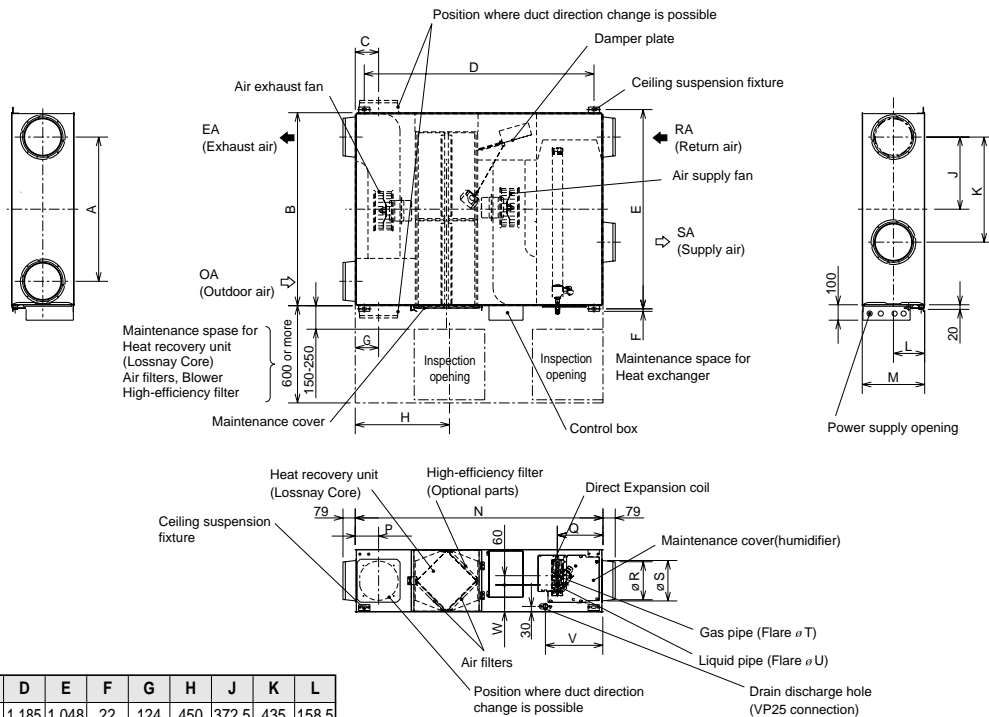 Position where duct direction change is possible
Damper plate
C
D
Ceiling suspension fixture
Air exhaust fan
EA
(Exhaust air)
RA
(Return air)
Air supply fan
A
B
E
J
K
SA
(Supply air)
OA
(Outdoor air)
100
20
F
G
L
M
Maintenance spase for
Heat recovery unit
(Lossnay Core)
Air filters, Blower
High-efficiency filter
600 or more
150-250
Inspection
opening
Inspection
opening
Maintenance space for
Heat exchanger
Maintenance cover
H
Control box
Power supply opening
Heat recovery unit
(Lossnay Core)
High-efficiency filter
(Optional parts)
Direct Expansion coil
79
N
79
Ceiling suspension
fixture
P
60
Q
Maintenance cover(humidifier)
ø R
ø S
W
30
V
Gas pipe (Flare ø T)
Liquid pipe (Flare ø U)
Air filters
Position where duct direction
change is possible
Drain discharge hole
(VP25 connection)
D E F G H J K L
1,185 1,048 22 124 450 372.5 435 158.5